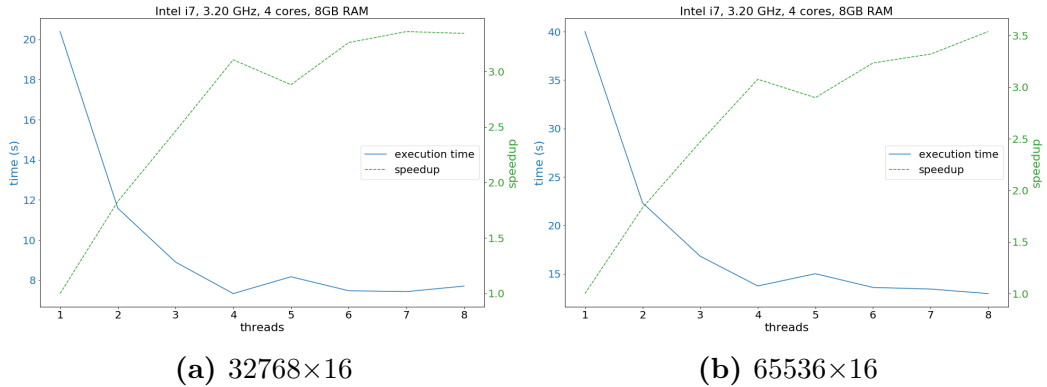 Intel i7, 3.20 GHz, 4 cores, 8GB RAM
20
18
16
14
12
10
8
time (s)
3.0
2.5
2.0
1.5
1.0
speedup
execution time
speedup
1 2 3 4 5 6 7 8
threads
(a) 32768×16
Intel i7, 3.20 GHz, 4 cores, 8GB RAM
40
35
30
25
20
15
time (s)
3.5
3.0
2.5
2.0
1.5
1.0
speedup
execution time
speedup
1 2 3 4 5 6 7 8
threads
(b) 65536×16